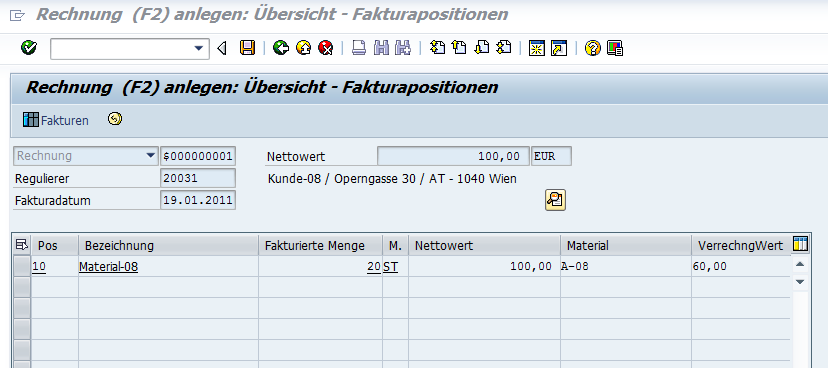 Rechnung (F2) anlegen: Übersicht - Fakturapositionen
Rechnung (F2) anlegen: Übersicht - Fakturapositionen
Fakturen
Rechnung $000000001 Nettowert 100,00 EUR
Regulierer 20031 Kunde-08 / Operngasse 30 / AT - 1040 Wien
Fakturadatum 19.01.2011
Pos Bezeichnung Fakturierte Menge M. Nettowert Material VerrechngWert
10 Material-08 20 ST 100,00 A-08 60,00